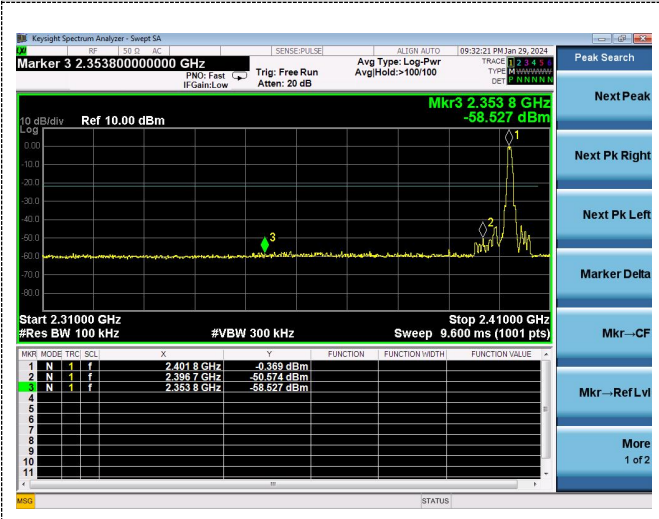 Keysight Spectrum Analyzer - Swept SA
RF 50 Ω AC SENSE:PULSE ALIGN AUTO 09:32:21 PM Jan 29, 2024
Marker 3 2.353800000000 GHz
PNO: Fast
IFGain:Low
Trig: Free Run
Atten: 20 dB
Avg Type: Log-Pwr
Avg|Hold:>100/100
TRACE 1 2 3 4 5 6
TYPE M WWWWW
DET P N N N N N
Peak Search
Mkr3 2.353 8 GHz
-58.527 dBm
10 dB/div Ref 10.00 dBm
Log
0.00
-10.0
-20.0
-30.0
-40.0
-50.0
-60.0
-70.0
-80.0
1
2
3
Start 2.31000 GHz
Stop 2.41000 GHz
#Res BW 100 kHz #VBW 300 kHz Sweep 9.600 ms (1001 pts)
MKR MODE TRC SCL X Y FUNCTION FUNCTION WIDTH FUNCTION VALUE
1 N 1 f 2.401 8 GHz -0.369 dBm
2 N 1 f 2.396 7 GHz -50.574 dBm
3 N 1 f 2.353 8 GHz -58.527 dBm
4
5
6
7
8
9
10
11
MSG STATUS
Next Peak
Next Pk Right
Next Pk Left
Marker Delta
Mkr→CF
Mkr→Ref Lvl
More
1 of 2